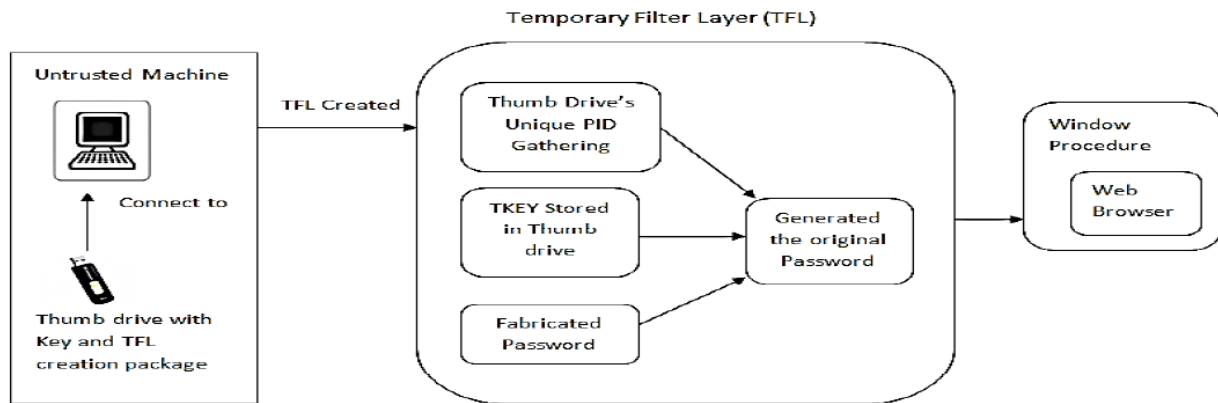 Temporary Filter Layer (TFL)
Untrusted Machine
Connect to
Thumb drive with
Key and TFL
creation package
TFL Created
Thumb Drive's
Unique PID
Gathering
TKEY Stored
in Thumb
drive
Fabricated
Password
Generated
the original
Password
Window
Procedure
Web
Browser